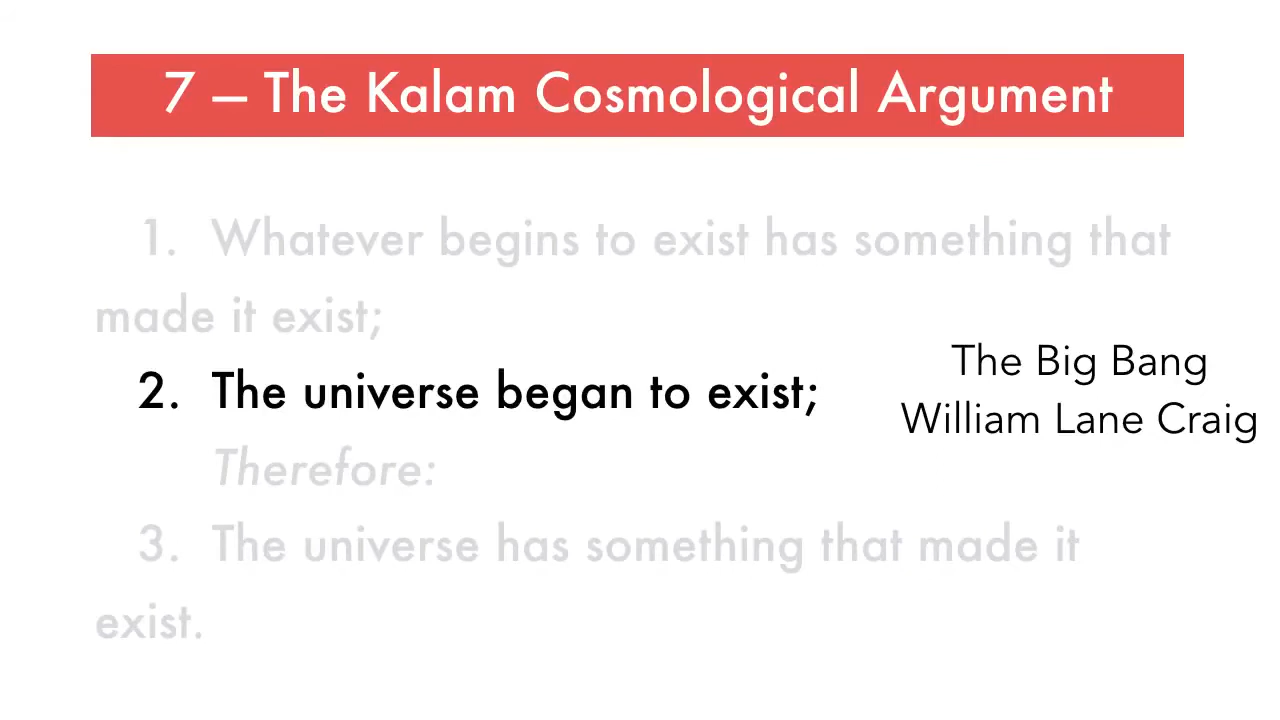 7 — The Kalam Cosmological Argument
1. Whatever begins to exist has something that
made it exist;
2. The universe began to exist;
The Big Bang
William Lane Craig
Therefore:
3. The universe has something that made it
exist.